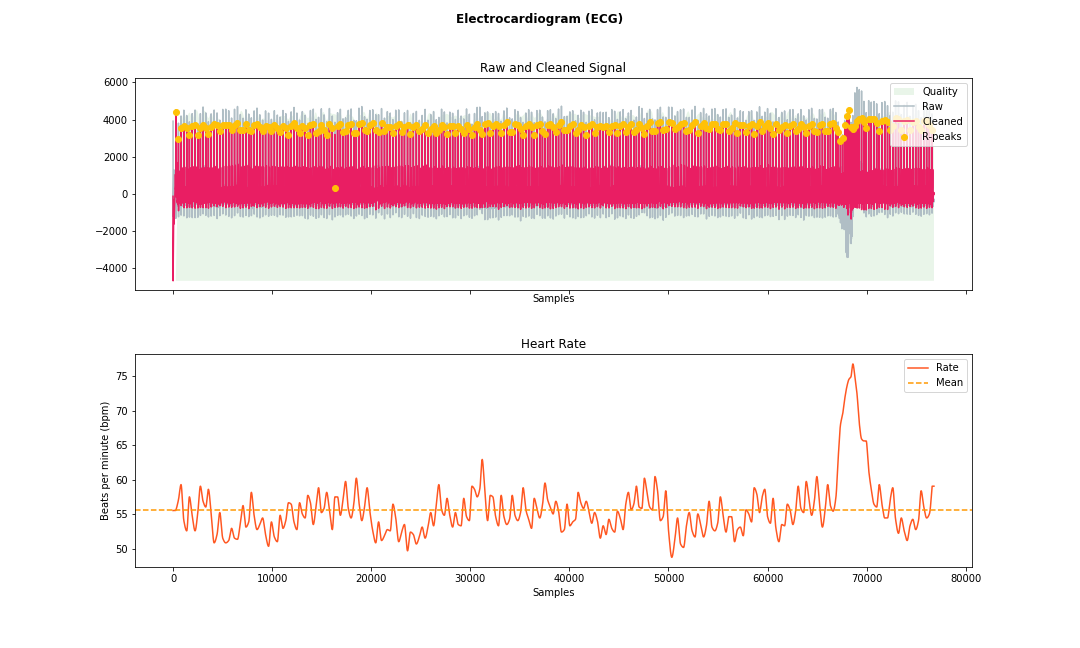 Electrocardiogram (ECG)
Raw and Cleaned Signal
6000
4000
2000
0
−2000
−4000
Quality
Raw
Cleaned
R-peaks
Samples
Heart Rate
Beats per minute (bpm)
75
70
65
60
55
50
Rate
Mean
0 10000 20000 30000 40000 50000 60000 70000 80000
Samples